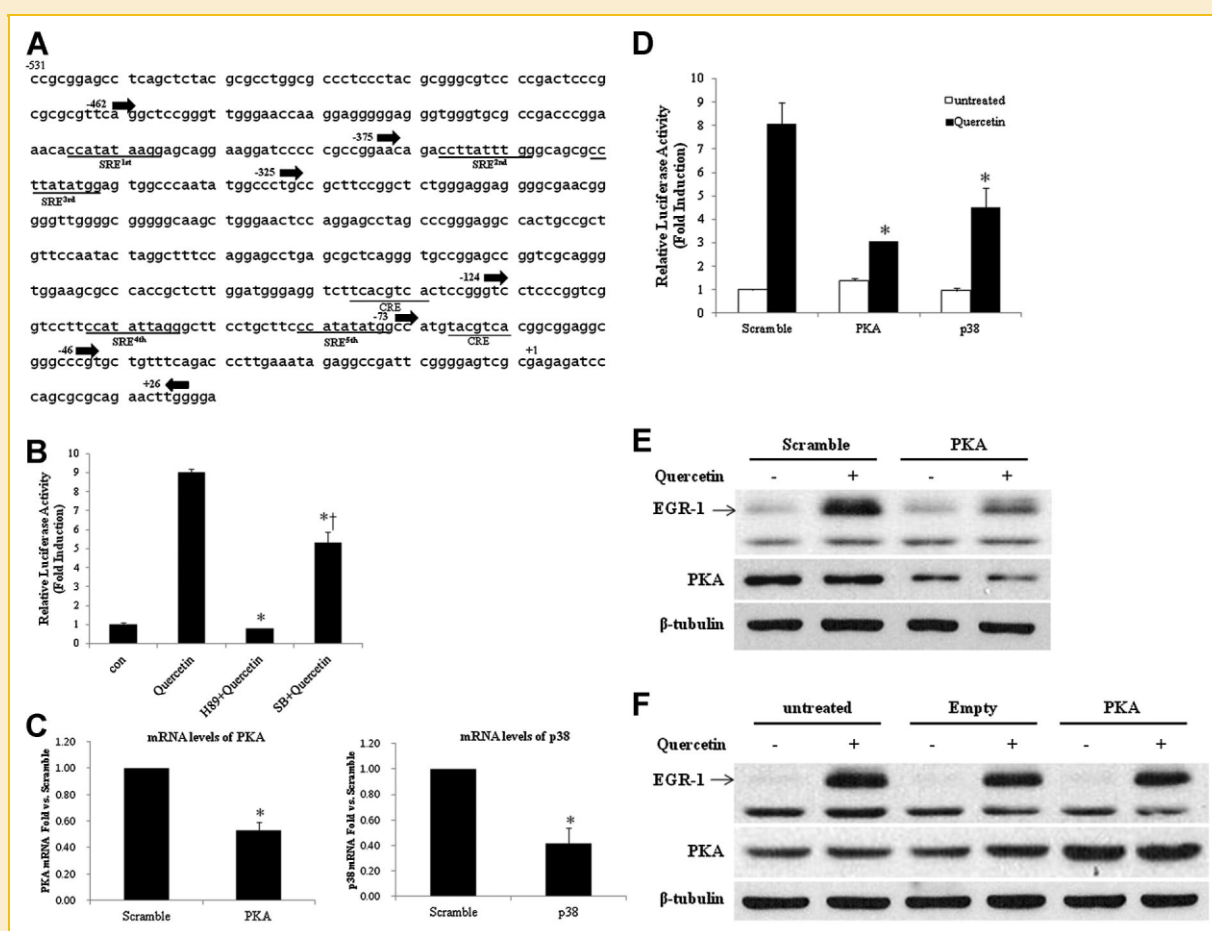 A
-531
ccgcggagcc tcagctctac gcgcctggcg cccctccctac gcgggcgtcc ccgactcccg
-462
cgcgcgttca ggctccgggt tgggaaccaa ggagggggag ggtgggtgcg ccgacccgga
-375
aacaccatat aaggagcagg aaggatcccc cgccggaaca gaccttattt gggcagcgcc
SRE1st SRE2nd
-325
ttatatggag tggcccaata tggccctgcc gcttccggct ctgggaggag gggcgaacgg
SRE3rd
gggttggggc gggggcaagc tgggaactcc aggagcctag cccgggaggc cactgccgct
gttccaatac taggctttcc aggagcctga gcgctcaggg tgccggagcc ggtcgcaggg
-124
tggaagcgcc caccgctctt ggatgggagg tcttcacgtc actccgggtc ctcccggtcg
CRE
-73
gtccttccat attagggctt cctgcttccc atatatggcc atgtacgtca cggcggaggc
SRE4th SRE5th CRE
-46 +1
gggcccgtgc tgtttcagac cccttgaaata gaggccgatt cggggagtcgc gagagatccc
+26
cagcgcgcag aacttgggga
B
Relative Luciferase Activity
(Fold Induction)
10
9
8
7
6
5
4
3
2
1
0
*
*†
con
Quercetin
H89+Quercetin
SB+Quercetin
C
mRNA levels of PKA
PKA mRNA Fold vs. Scramble
1.20
1.00
0.80
0.60
0.40
0.20
0.00
*
Scramble PKA
mRNA levels of p38
p38 mRNA Fold vs. Scramble
1.20
1.00
0.80
0.60
0.40
0.20
0.00
*
Scramble p38
D
Relative Luciferase Activity
(Fold Induction)
10
9
8
7
6
5
4
3
2
1
0
untreated
Quercetin
*
*
Scramble PKA p38
E
Scramble PKA
Quercetin - + - +
EGR-1
PKA
β-tubulin
F
untreated Empty PKA
Quercetin - + - + - +
EGR-1
PKA
β-tubulin